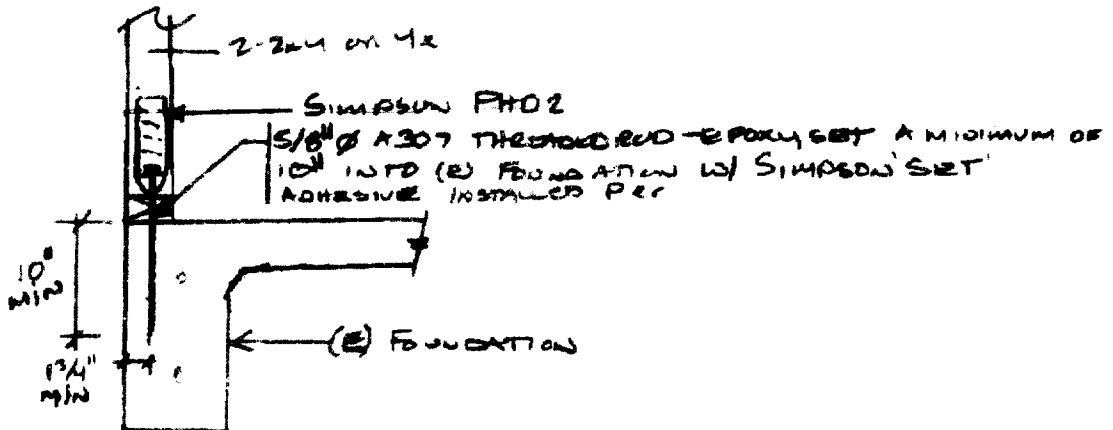 2-2x4 or 4x
SIMPSON PHD2
5/8"Ø A307 THREADED ROD - EPOXY SET A MINIMUM OF
10" INTO (E) FOUNDATION W/ SIMPSON 'SET'
ADHESIVE INSTALLED PER
10"
MIN
(E) FOUNDATION
1 3/4"
MIN